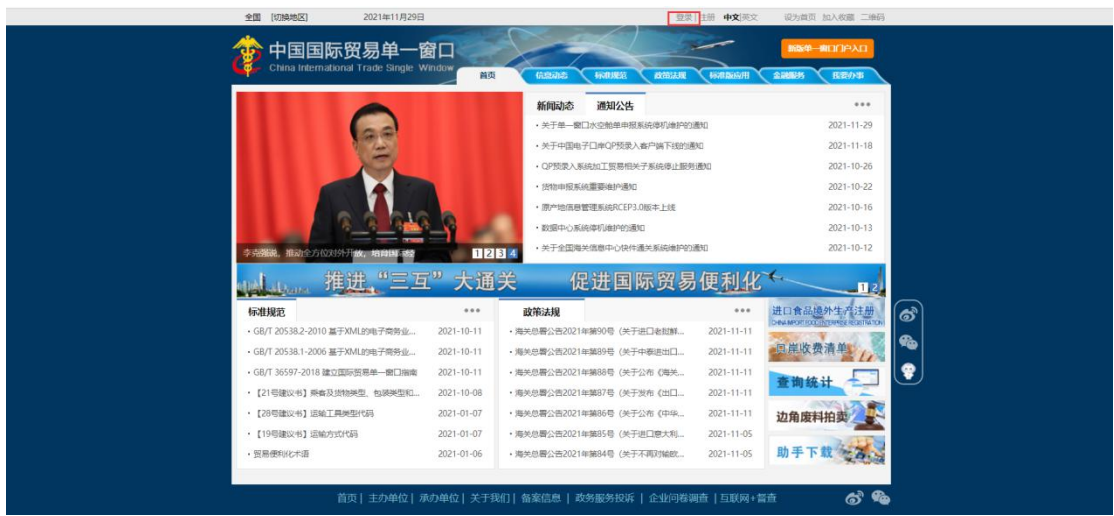 全国 [切换地区] 2021年11月29日 登录 | 注册 中文|英文 设为首页 加入收藏 二维码
中国国际贸易单一窗口
China International Trade Single Window
新版单一窗口门户入口
首页 信息动态 标准规范 政策法规 标准版应用 金融服务 我要办事
新闻动态 通知公告
• 关于单一窗口水空舱单申报系统停机维护的通知 2021-11-29
• 关于中国电子口岸QP预录入客户端下线的通知 2021-11-18
• QP预录入系统加工贸易相关子系统停止服务通知 2021-10-26
• 货物申报系统重要维护通知 2021-10-22
• 原产地信息管理系统RCEP3.0版本上线 2021-10-16
• 数据中心系统停机维护的通知 2021-10-13
• 关于全国海关信息中心快件通关系统维护的通知 2021-10-12
李克强说，推动全方位对外开放，培育国际经 1 2 3 4
推进“三互”大通关 促进国际贸易便利化 1 2
标准规范
• GB/T 20538.2-2010 基于XML的电子商务业... 2021-10-11
• GB/T 20538.1-2006 基于XML的电子商务业... 2021-10-11
• GB/T 36597-2018 建立国际贸易单一窗口指南 2021-10-11
• 【21号建议书】乘客及货物类型、包装类型和... 2021-10-08
• 【28号建议书】运输工具类型代码 2021-01-07
• 【19号建议书】运输方式代码 2021-01-07
• 贸易便利化术语 2021-01-06
政策法规
• 海关总署公告2021年第90号（关于进口老挝鲜... 2021-11-11
• 海关总署公告2021年第89号（关于中泰进出口... 2021-11-11
• 海关总署公告2021年第88号（关于公布《海关... 2021-11-11
• 海关总署公告2021年第87号（关于发布《出口... 2021-11-11
• 海关总署公告2021年第86号（关于公布《中华... 2021-11-11
• 海关总署公告2021年第85号（关于进口意大利... 2021-11-05
• 海关总署公告2021年第84号（关于不再对输欧... 2021-11-05
进口食品境外生产注册
CHINA IMPORT FOOD ENTERPRISE REGISTRATION
口岸收费清单
查询统计
边角废料拍卖
助手下载
首页 | 主办单位 | 承办单位 | 关于我们 | 备案信息 | 政务服务投诉 | 企业问卷调查 | 互联网+督查